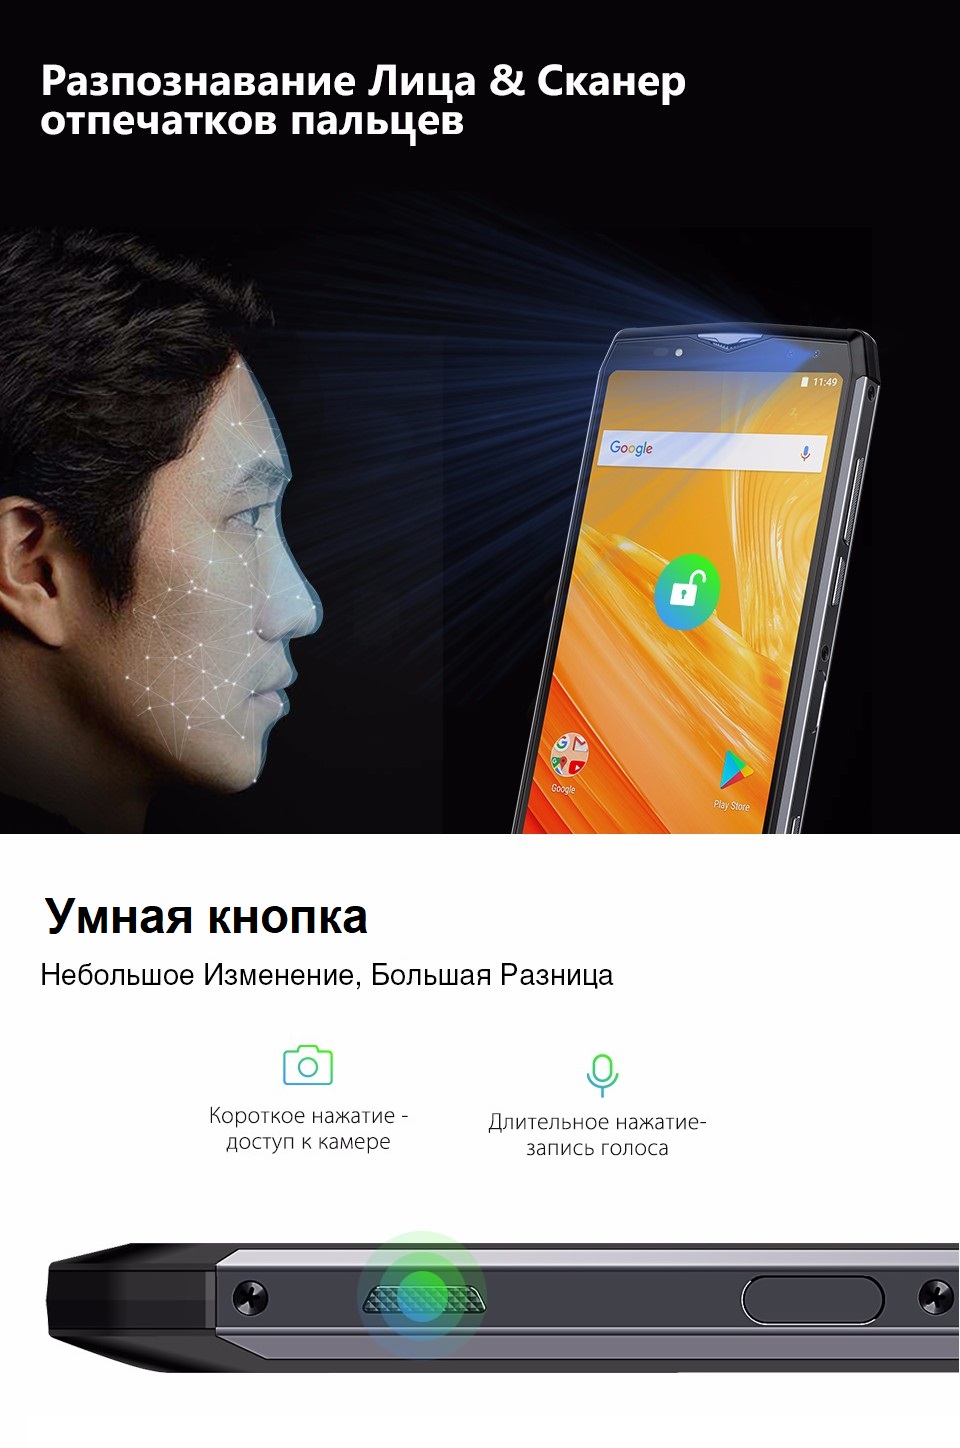 Разпознавание Лица & Сканер
отпечатков пальцев
11:49
Google
Google
Play Store
Умная кнопка
Небольшое Изменение, Большая Разница
Короткое нажатие -
доступ к камере
Длительное нажатие-
запись голоса